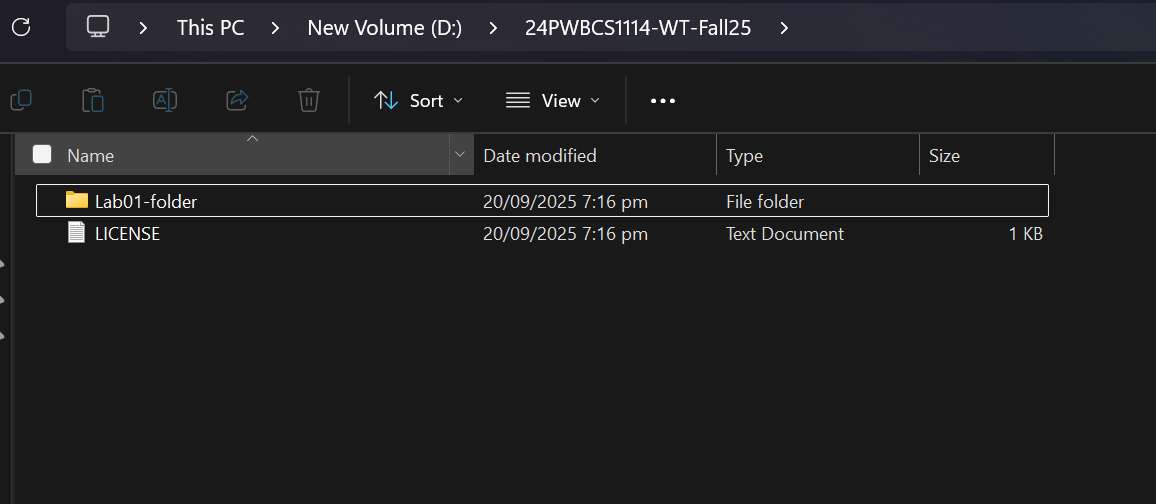 This PC New Volume (D:) 24PWBCS1114-WT-Fall25
Sort View
Name Date modified Type Size
Lab01-folder 20/09/2025 7:16 pm File folder
LICENSE 20/09/2025 7:16 pm Text Document 1 KB